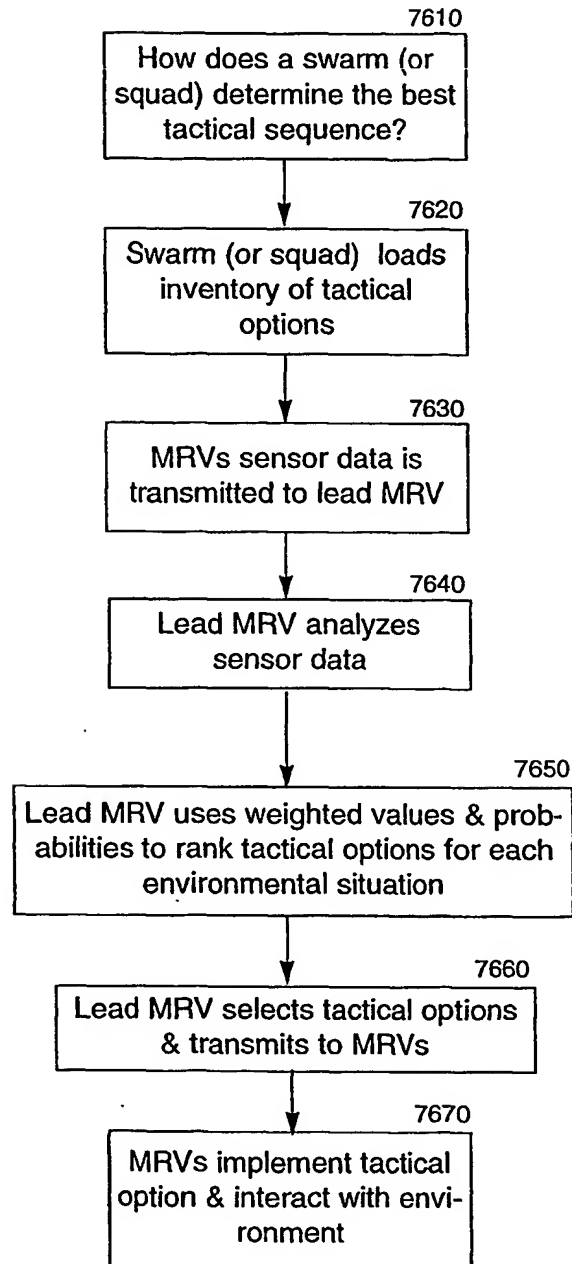 7610
How does a swarm (or
squad) determine the best
tactical sequence?
7620
Swarm (or squad) loads
inventory of tactical
options
7630
MRVs sensor data is
transmitted to lead MRV
7640
Lead MRV analyzes
sensor data
7650
Lead MRV uses weighted values & prob-
abilities to rank tactical options for each
environmental situation
7660
Lead MRV selects tactical options
& transmits to MRVs
7670
MRVs implement tactical
option & interact with envi-
ronment